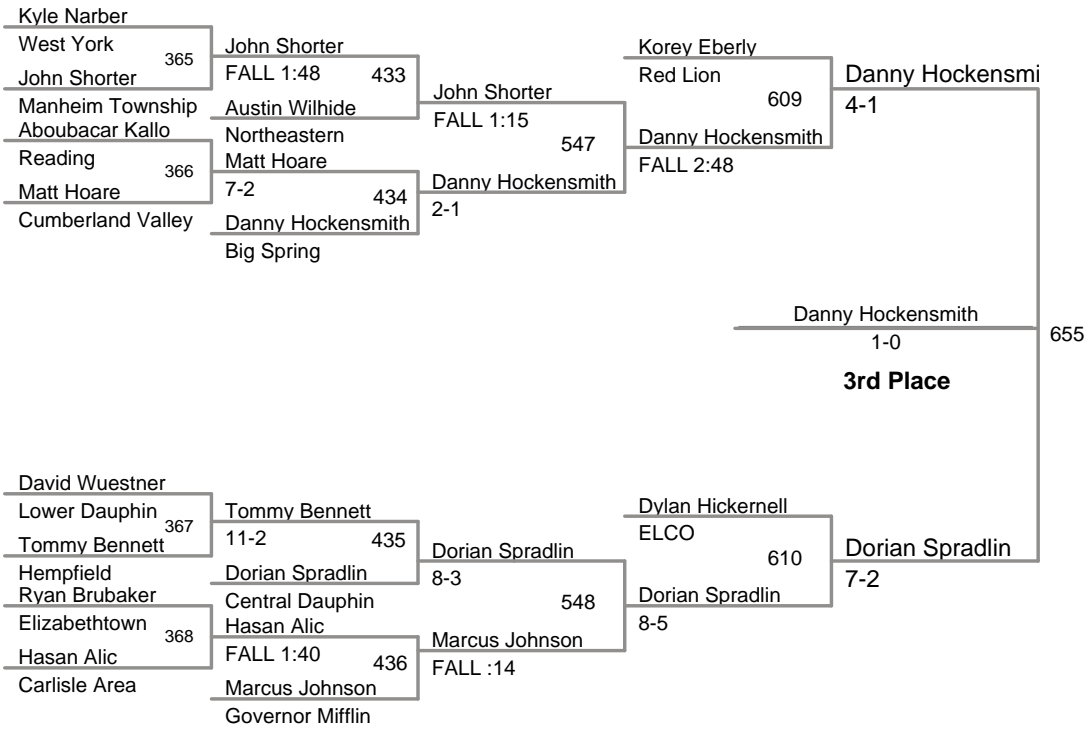 Kyle Narber
West York
365
John Shorter
Manheim Township
Aboubacar Kallo
Reading
366
Matt Hoare
Cumberland Valley
John Shorter
FALL 1:48
433
Austin Wilhide
Northeastern
Matt Hoare
7-2
434
Danny Hockensmith
Big Spring
John Shorter
FALL 1:15
547
Danny Hockensmith
2-1
Korey Eberly
Red Lion
609
Danny Hockensmith
FALL 2:48
Danny Hockensmi
4-1
Danny Hockensmith
1-0
655
3rd Place
David Wuestner
Lower Dauphin
367
Tommy Bennett
Hempfield
Ryan Brubaker
Elizabethtown
368
Hasan Alic
Carlisle Area
Tommy Bennett
11-2
435
Dorian Spradlin
Central Dauphin
Hasan Alic
FALL 1:40
436
Marcus Johnson
Governor Mifflin
Dorian Spradlin
8-3
548
Marcus Johnson
FALL :14
Dylan Hickernell
ELCO
610
Dorian Spradlin
8-5
Dorian Spradlin
7-2